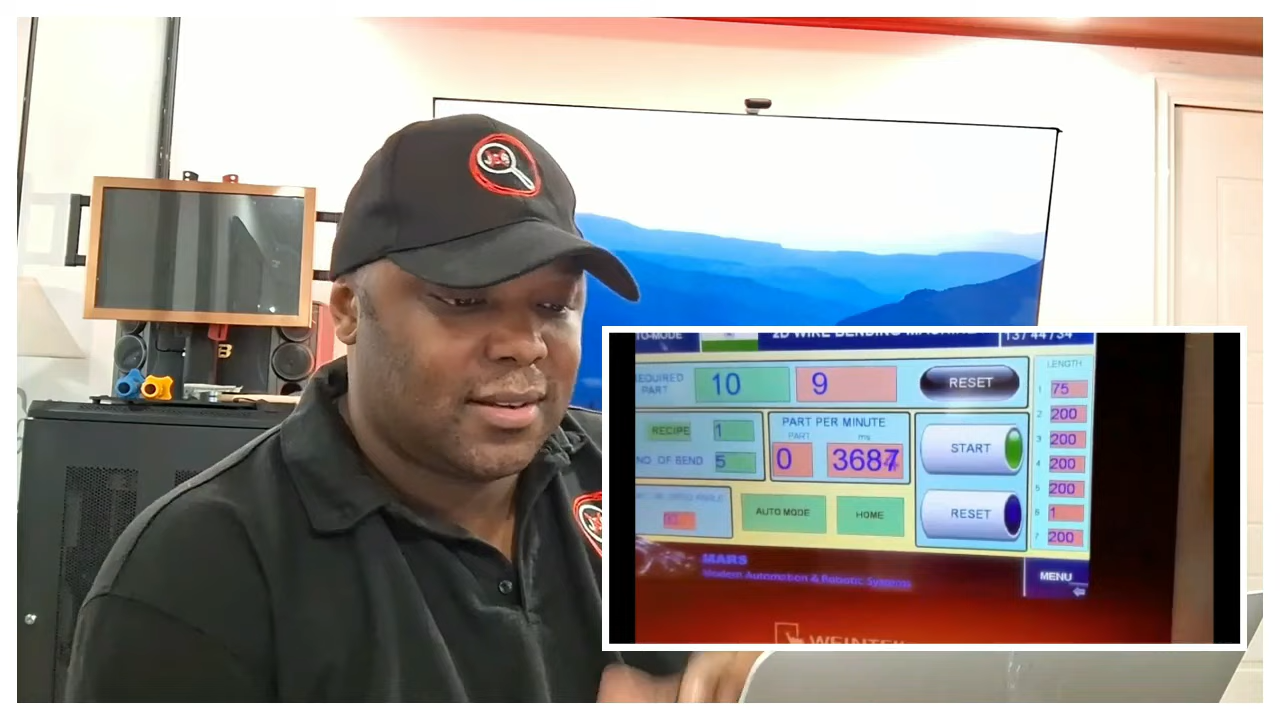 JEG
B
2D WIRE BENDING MACHINE
13/44/34
LENGTH
REQUIRED
PART
10
9
RESET
1 75
2 200
3 200
4 200
5 200
6 1
7 200
RECIPE
1
NO OF BEND
5
PART PER MINUTE
PART
ms
0
3687
START
RESET
AUTO MODE
HOME
MARS
Modern Automation & Robotic Systems
MENU
WEINTEK